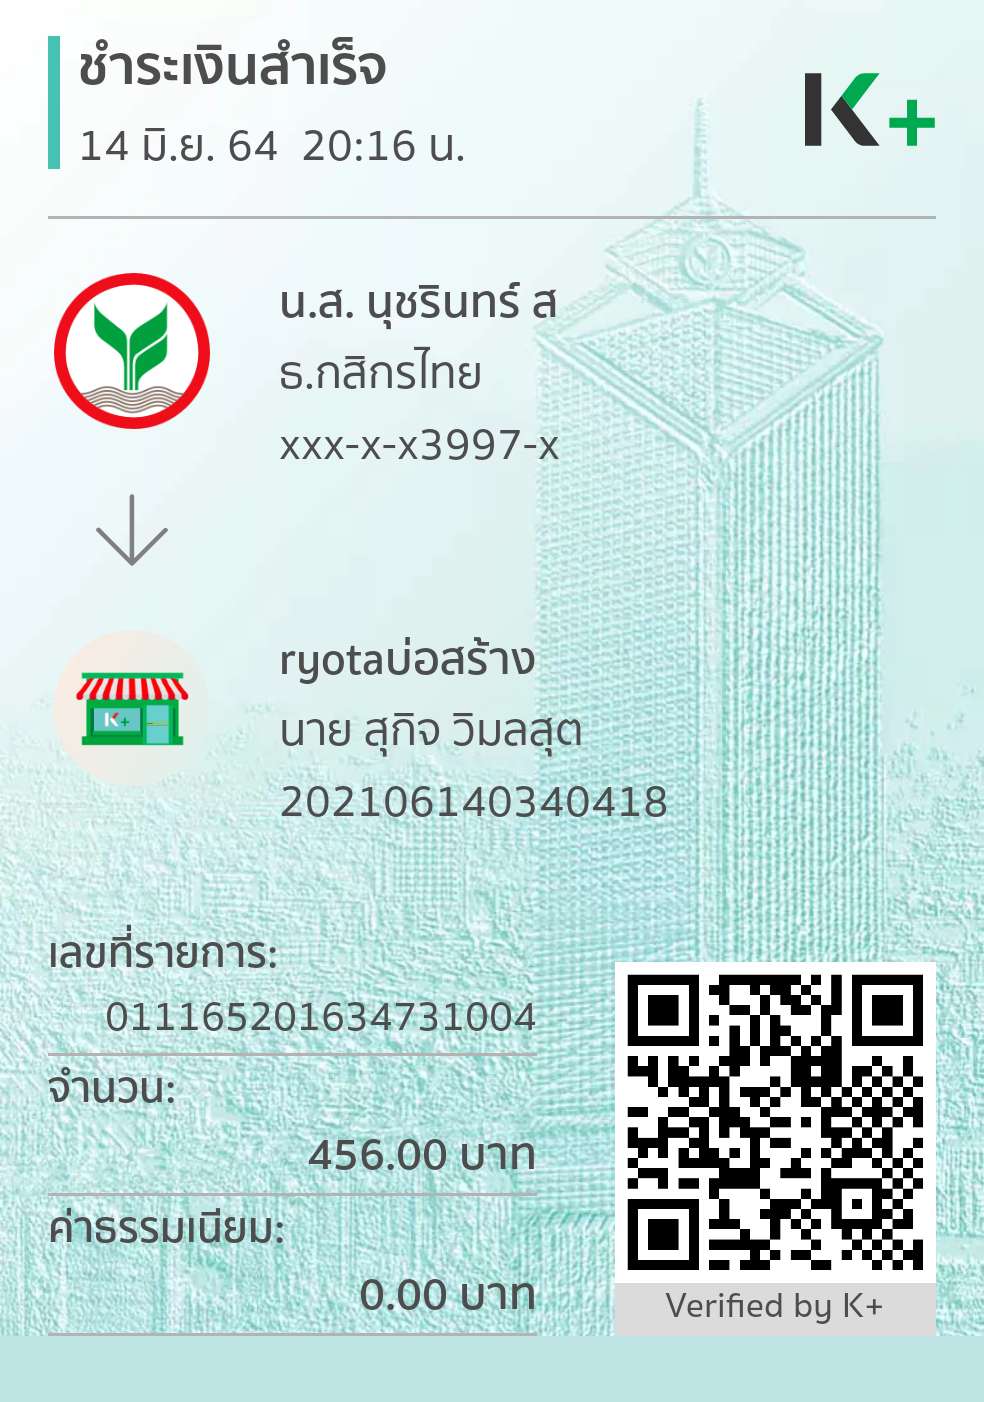 ชำระเงินสำเร็จ
14 มิ.ย. 64 20:16 น.
K+
น.ส. นุชรินทร์ ส
ธ.กสิกรไทย
xxx-x-x3997-x
K+
ryotaบ่อสร้าง
นาย สุกิจ วิมลสุต
202106140340418
เลขที่รายการ:
011165201634731004
จำนวน:
456.00 บาท
ค่าธรรมเนียม:
0.00 บาท
Verified by K+